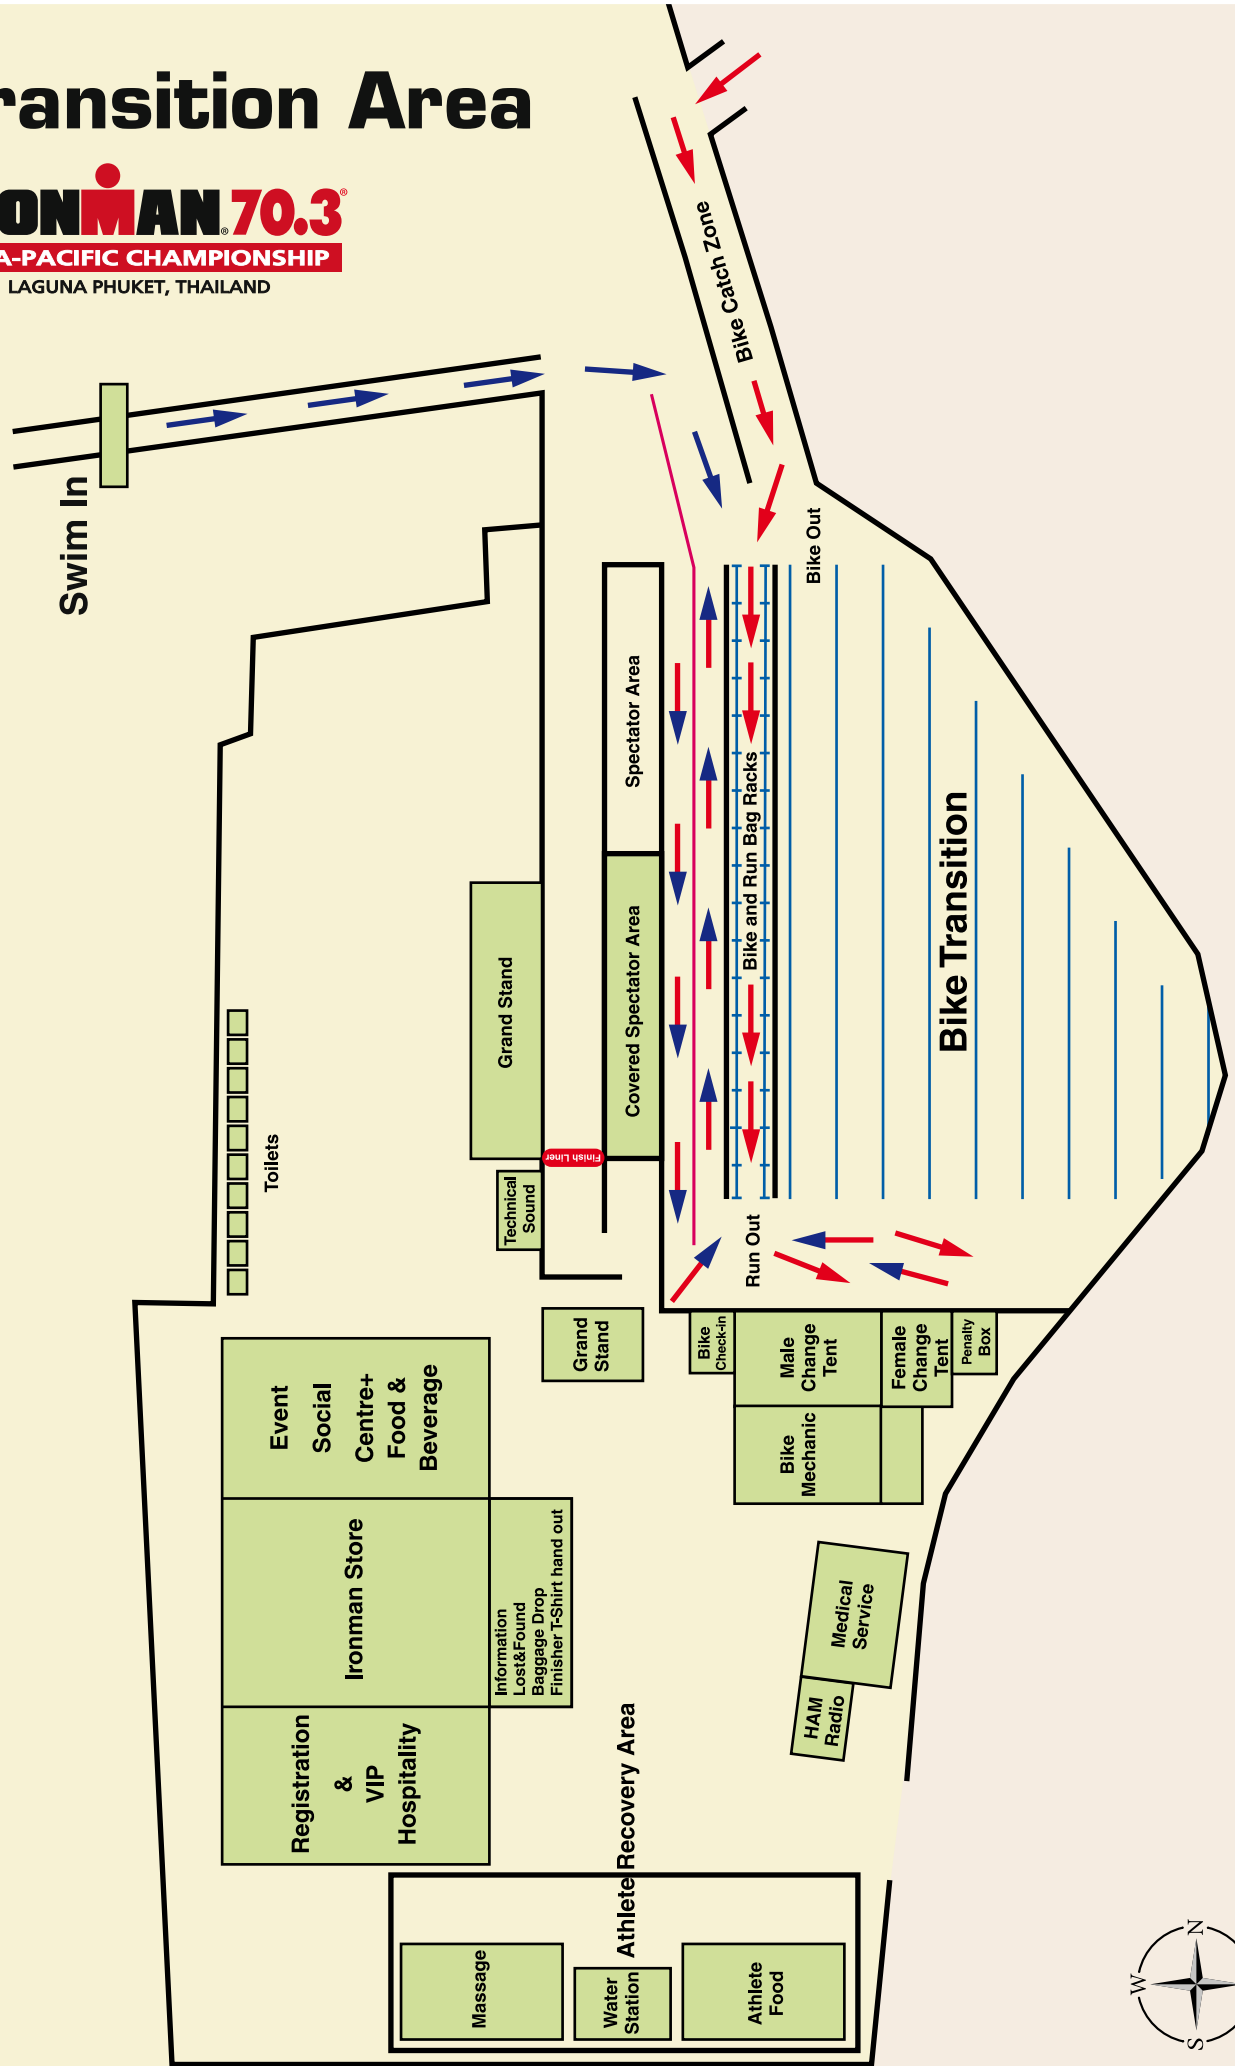 ransition Area
ONMAN® 70.3®
A-PACIFIC CHAMPIONSHIP
LAGUNA PHUKET, THAILAND
Swim In
Bike Catch Zone
Bike Out
Spectator Area
Bike and Run Bag Racks
Bike Transition
Grand Stand
Covered Spectator Area
Toilets
Finish Liner
Technical
Sound
Run Out
Grand
Stand
Bike
Check-in
Male
Change
Tent
Female
Change
Tent
Penalty
Box
Event
Social
Centre+
Food &
Beverage
Bike
Mechanic
Ironman Store
Information
Lost&Found
Baggage Drop
Finisher T-Shirt hand out
Medical
Service
HAM
Radio
Registration
&
VIP
Hospitality
Athlete Recovery Area
Massage
Water
Station
Athlete
Food
N
W
S